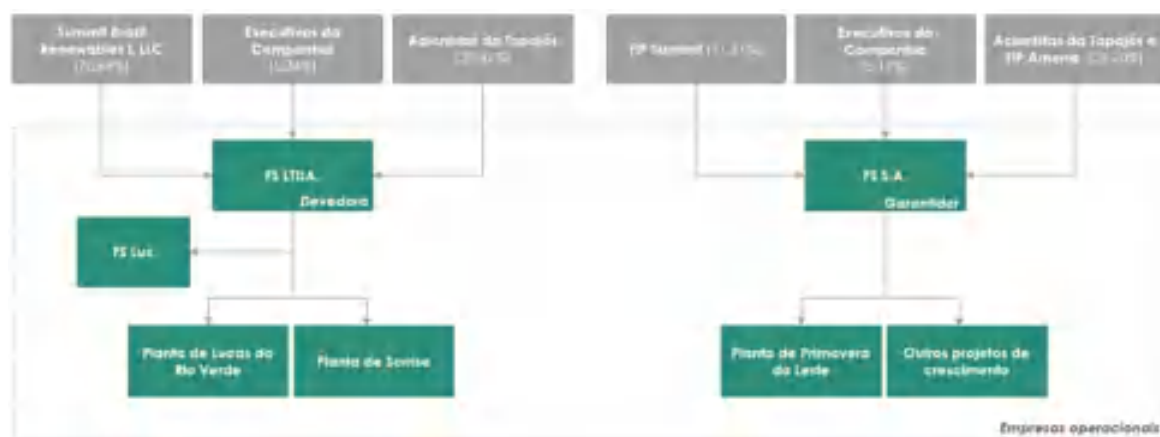 Summit Brazil
Renewables I, LLC
Executivos da
Companhia
Acionistas da Tapajós
FIP Summit
Executivos da
Companhia
Acionistas da Tapajós e
FIP Amerra
FS LTDA.
Devedora
FS S.A.
Garantidor
FS Lux
Planta de Lucas do
Rio Verde
Planta de Sorriso
Planta de Primavera
do Leste
Outros projetos de
crescimento
Empresas operacionais